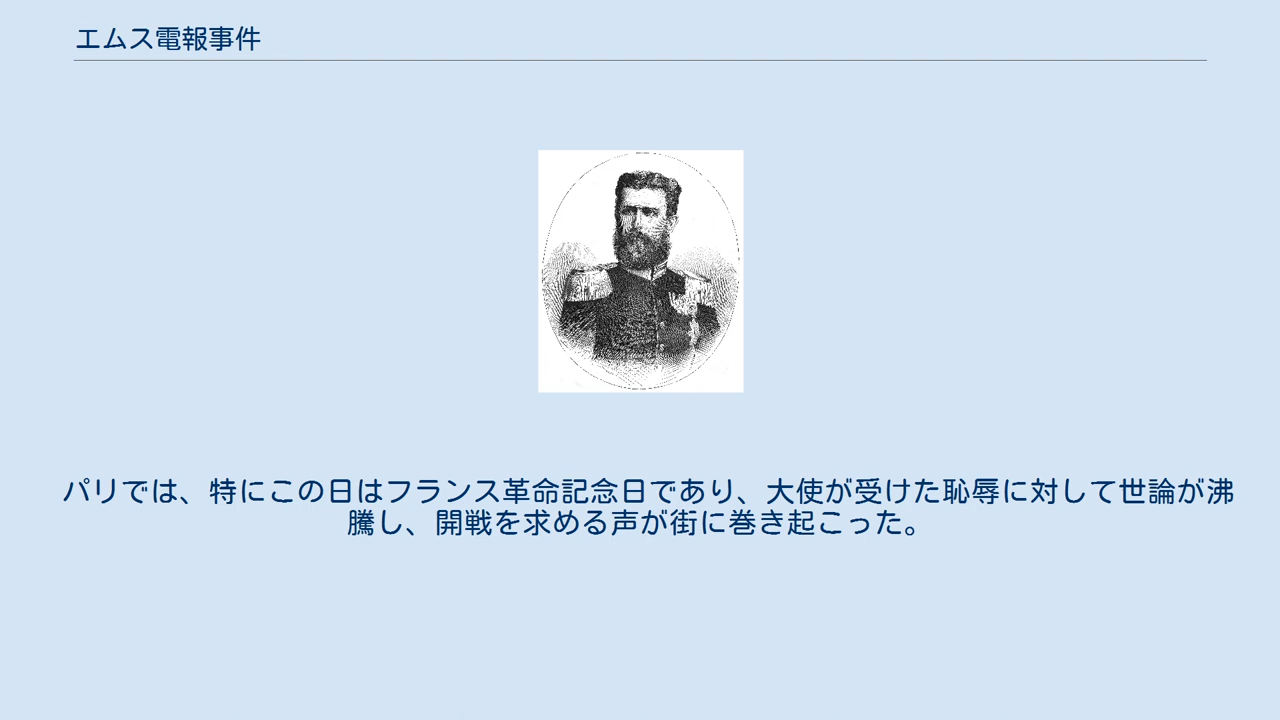 エムス電報事件
パリでは、特にこの日はフランス革命記念日であり、大使が受けた恥辱に対して世論が沸
騰し、開戦を求める声が街に巻き起こった。